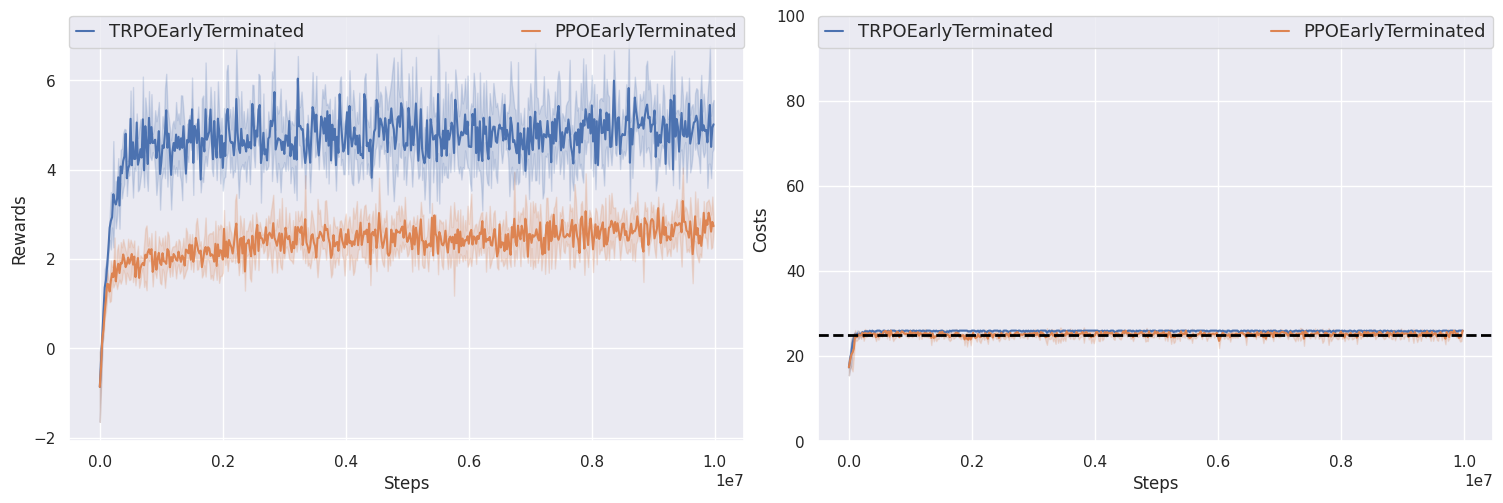 TRPOEarlyTerminated PPOEarlyTerminated
6
4
2
0
−2
Rewards
0.0 0.2 0.4 0.6 0.8 1.0
1e7
Steps
TRPOEarlyTerminated PPOEarlyTerminated
100
80
60
40
20
0
Costs
0.0 0.2 0.4 0.6 0.8 1.0
1e7
Steps